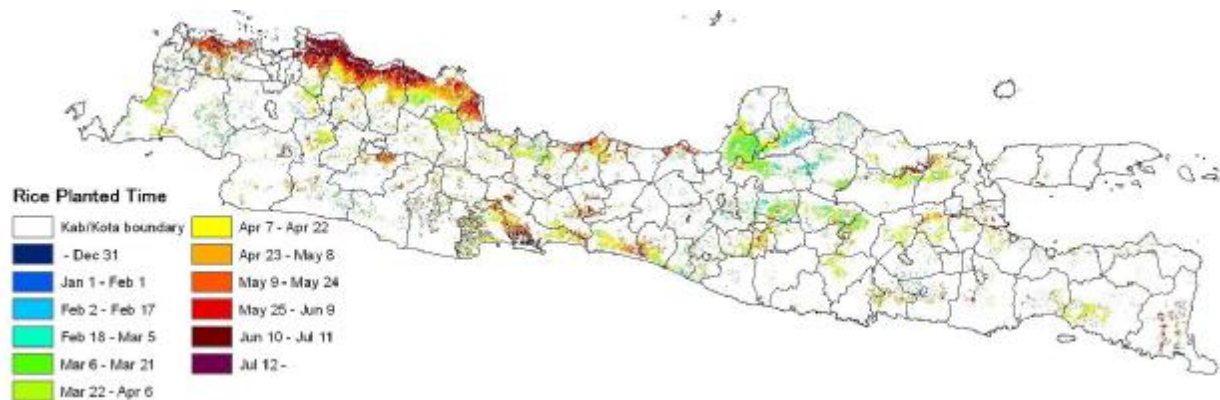 Rice Planted Time
Kab/Kota boundary
- Dec 31
Jan 1 - Feb 1
Feb 2 - Feb 17
Feb 18 - Mar 5
Mar 6 - Mar 21
Mar 22 - Apr 6
Apr 7 - Apr 22
Apr 23 - May 8
May 9 - May 24
May 25 - Jun 9
Jun 10 - Jul 11
Jul 12 -